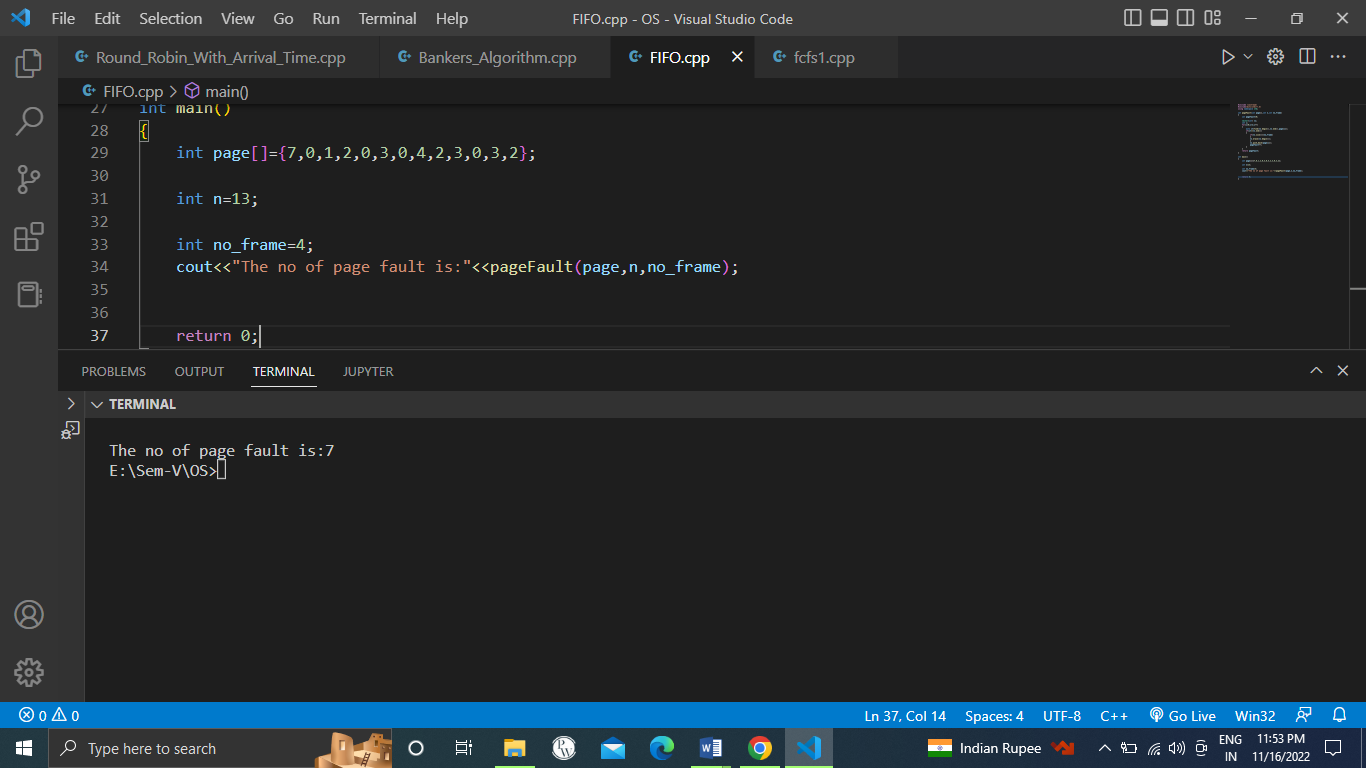 File Edit Selection View Go Run Terminal Help FIFO.cpp - OS - Visual Studio Code
Round_Robin_With_Arrival_Time.cpp Bankers_Algorithm.cpp FIFO.cpp fcfs1.cpp
FIFO.cpp > main()
27 int main()
28 {
29 int page[]={7,0,1,2,0,3,0,4,2,3,0,3,2};
30
31 int n=13;
32
33 int no_frame=4;
34 cout<<"The no of page fault is:"<<pageFault(page,n,no_frame);
35
36
37 return 0;
PROBLEMS OUTPUT TERMINAL JUPYTER
TERMINAL
The no of page fault is:7
E:\Sem-V\OS>
0 0 Ln 37, Col 14 Spaces: 4 UTF-8 C++ Go Live Win32
Type here to search Indian Rupee ENG IN 11:53 PM 11/16/2022